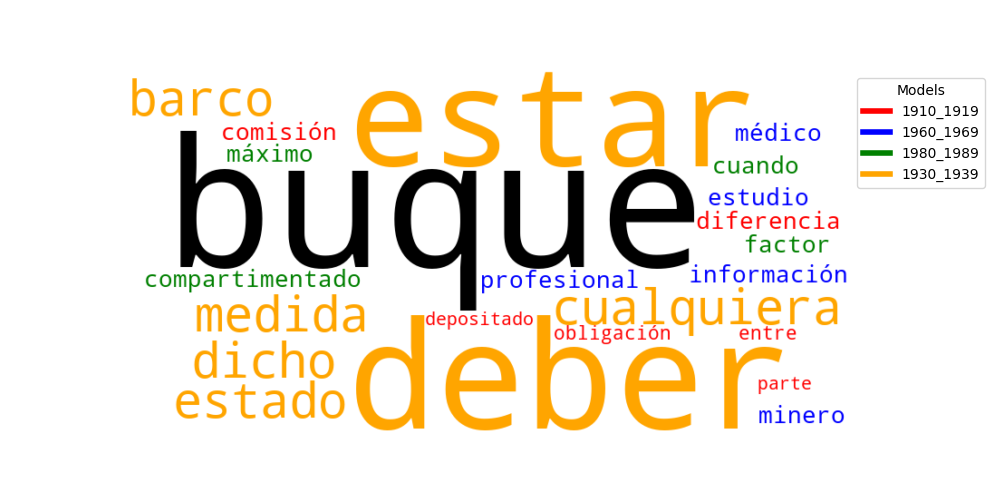 barco
estar
comisión
médico
máximo
cuando
buque
estudio
diferencia
factor
compartimentado
profesional
información
medida
depositado
cualquiera
obligación
entre
dicho
deber
estado
parte
minero
Models
1910_1919
1960_1969
1980_1989
1930_1939